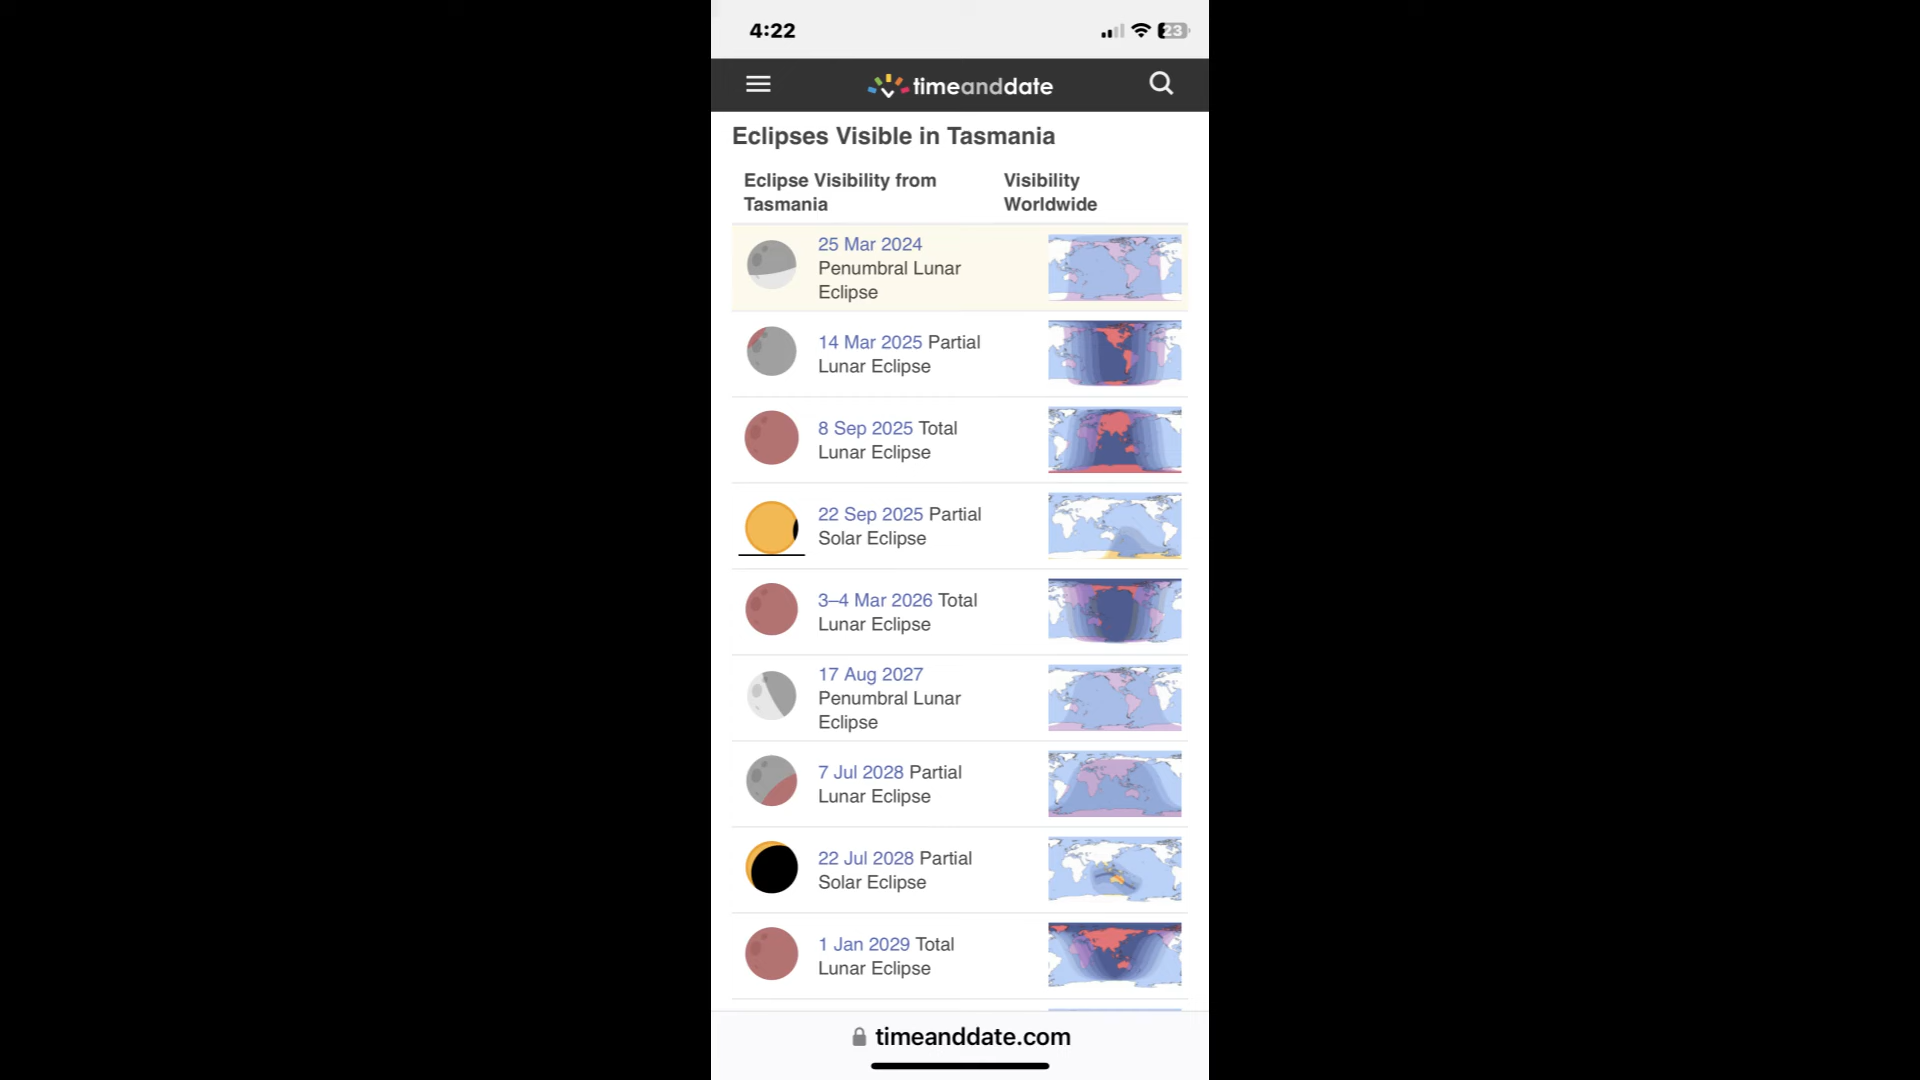 4:22
23
timeanddate
Eclipses Visible in Tasmania
Eclipse Visibility from
Tasmania
Visibility
Worldwide
25 Mar 2024
Penumbral Lunar
Eclipse
14 Mar 2025 Partial
Lunar Eclipse
8 Sep 2025 Total
Lunar Eclipse
22 Sep 2025 Partial
Solar Eclipse
3–4 Mar 2026 Total
Lunar Eclipse
17 Aug 2027
Penumbral Lunar
Eclipse
7 Jul 2028 Partial
Lunar Eclipse
22 Jul 2028 Partial
Solar Eclipse
1 Jan 2029 Total
Lunar Eclipse
timeanddate.com